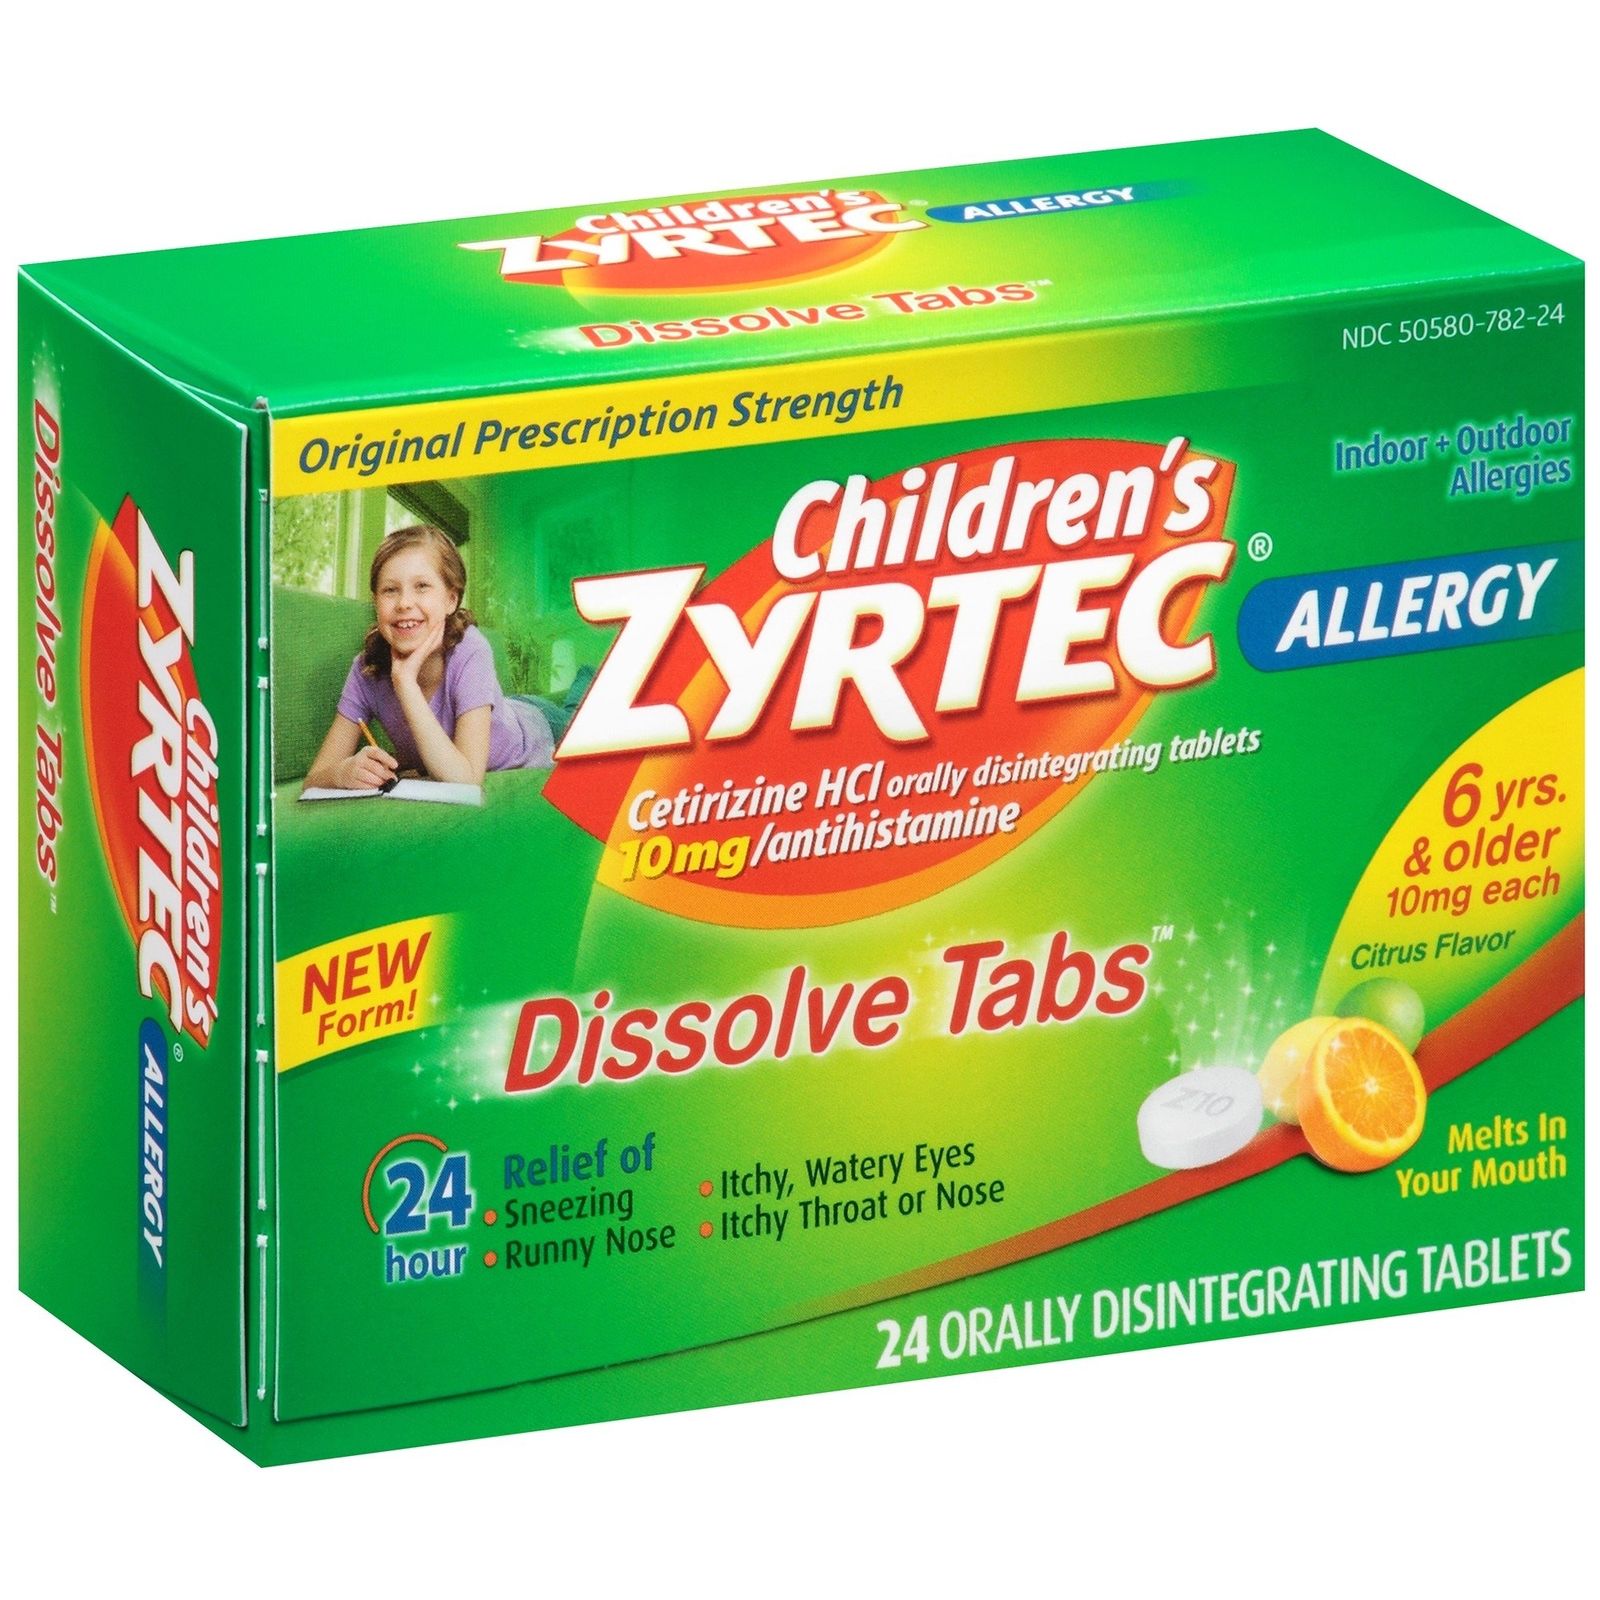 Children's
ZYRTEC® ALLERGY
Dissolve Tabs™
NDC 50580-782-24
Original Prescription Strength
Indoor + Outdoor
Allergies
Children's
ZYRTEC®
ALLERGY
Cetirizine HCl orally disintegrating tablets
10mg/antihistamine
6 yrs.
& older
10mg each
Citrus Flavor
NEW
Form!
Dissolve Tabs™
Z10
Melts In
Your Mouth
24
hour
Relief of
• Sneezing
• Runny Nose
• Itchy, Watery Eyes
• Itchy Throat or Nose
24 ORALLY DISINTEGRATING TABLETS
Children's
ZYRTEC®
ALLERGY
Dissolve Tabs™